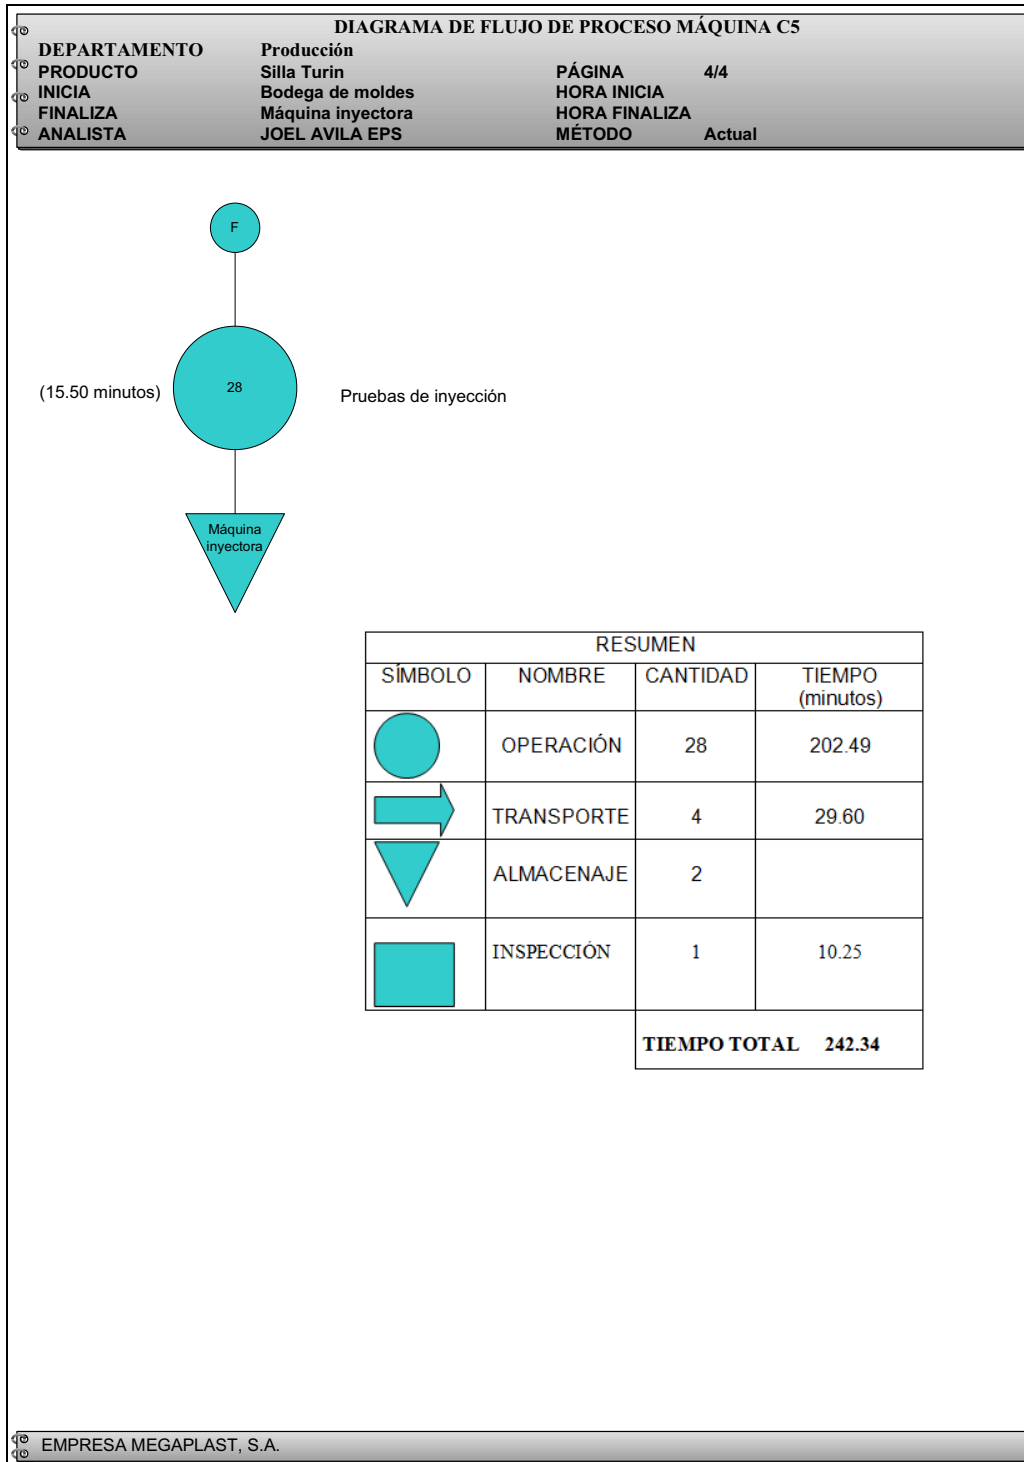 DIAGRAMA DE FLUJO DE PROCESO MÁQUINA C5
DEPARTAMENTO Producción
PRODUCTO Silla Turin PÁGINA 4/4
INICIA Bodega de moldes HORA INICIA
FINALIZA Máquina inyectora HORA FINALIZA
ANALISTA JOEL AVILA EPS MÉTODO Actual
F
(15.50 minutos) 28 Pruebas de inyección
Máquina
inyectora
RESUMEN
SÍMBOLO NOMBRE CANTIDAD TIEMPO
(minutos)
OPERACIÓN 28 202.49
TRANSPORTE 4 29.60
ALMACENAJE 2
INSPECCIÓN 1 10.25
TIEMPO TOTAL 242.34
EMPRESA MEGAPLAST, S.A.